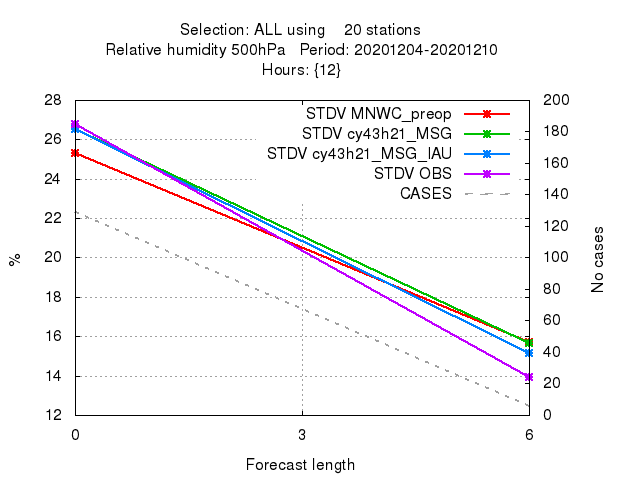 Selection: ALL using    20 stations
Relative humidity 500hPa   Period: 20201204-20201210
Hours: {12}
28
26
24
22
20
18
16
14
12
200
180
160
140
120
100
80
60
40
20
0
STDV MNWC_preop
STDV cy43h21_MSG
STDV cy43h21_MSG_IAU
STDV OBS
CASES
%
No cases
0
3
6
Forecast length